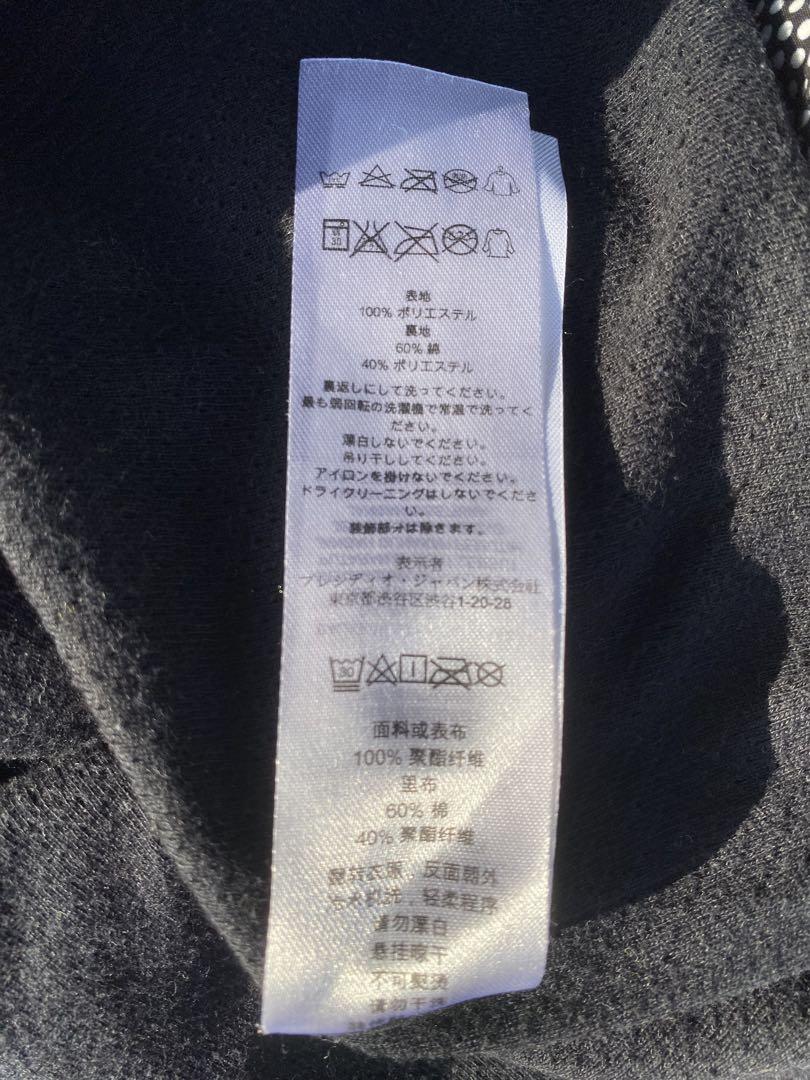 表地
100% ポリエステル
裏地
60% 綿
40% ポリエステル
裏返しにして洗ってください。
最も弱回転の洗濯機で常温で洗ってく
ださい。
漂白しないでください。
吊り干ししてください。
アイロンを掛けないでください。
ドライクリーニングはしないでくださ
い。
装飾部分は除きます。
表示者
プレシディオ・ジャパン株式会社
東京都渋谷区渋谷1-20-28
30
面料或表布
100% 聚酯纤维
里布
60% 棉
40% 聚酯纤维
翻转衣服，反面朝外
冷水机洗，轻柔程序
请勿漂白
悬挂晾干
不可熨烫
请勿干洗